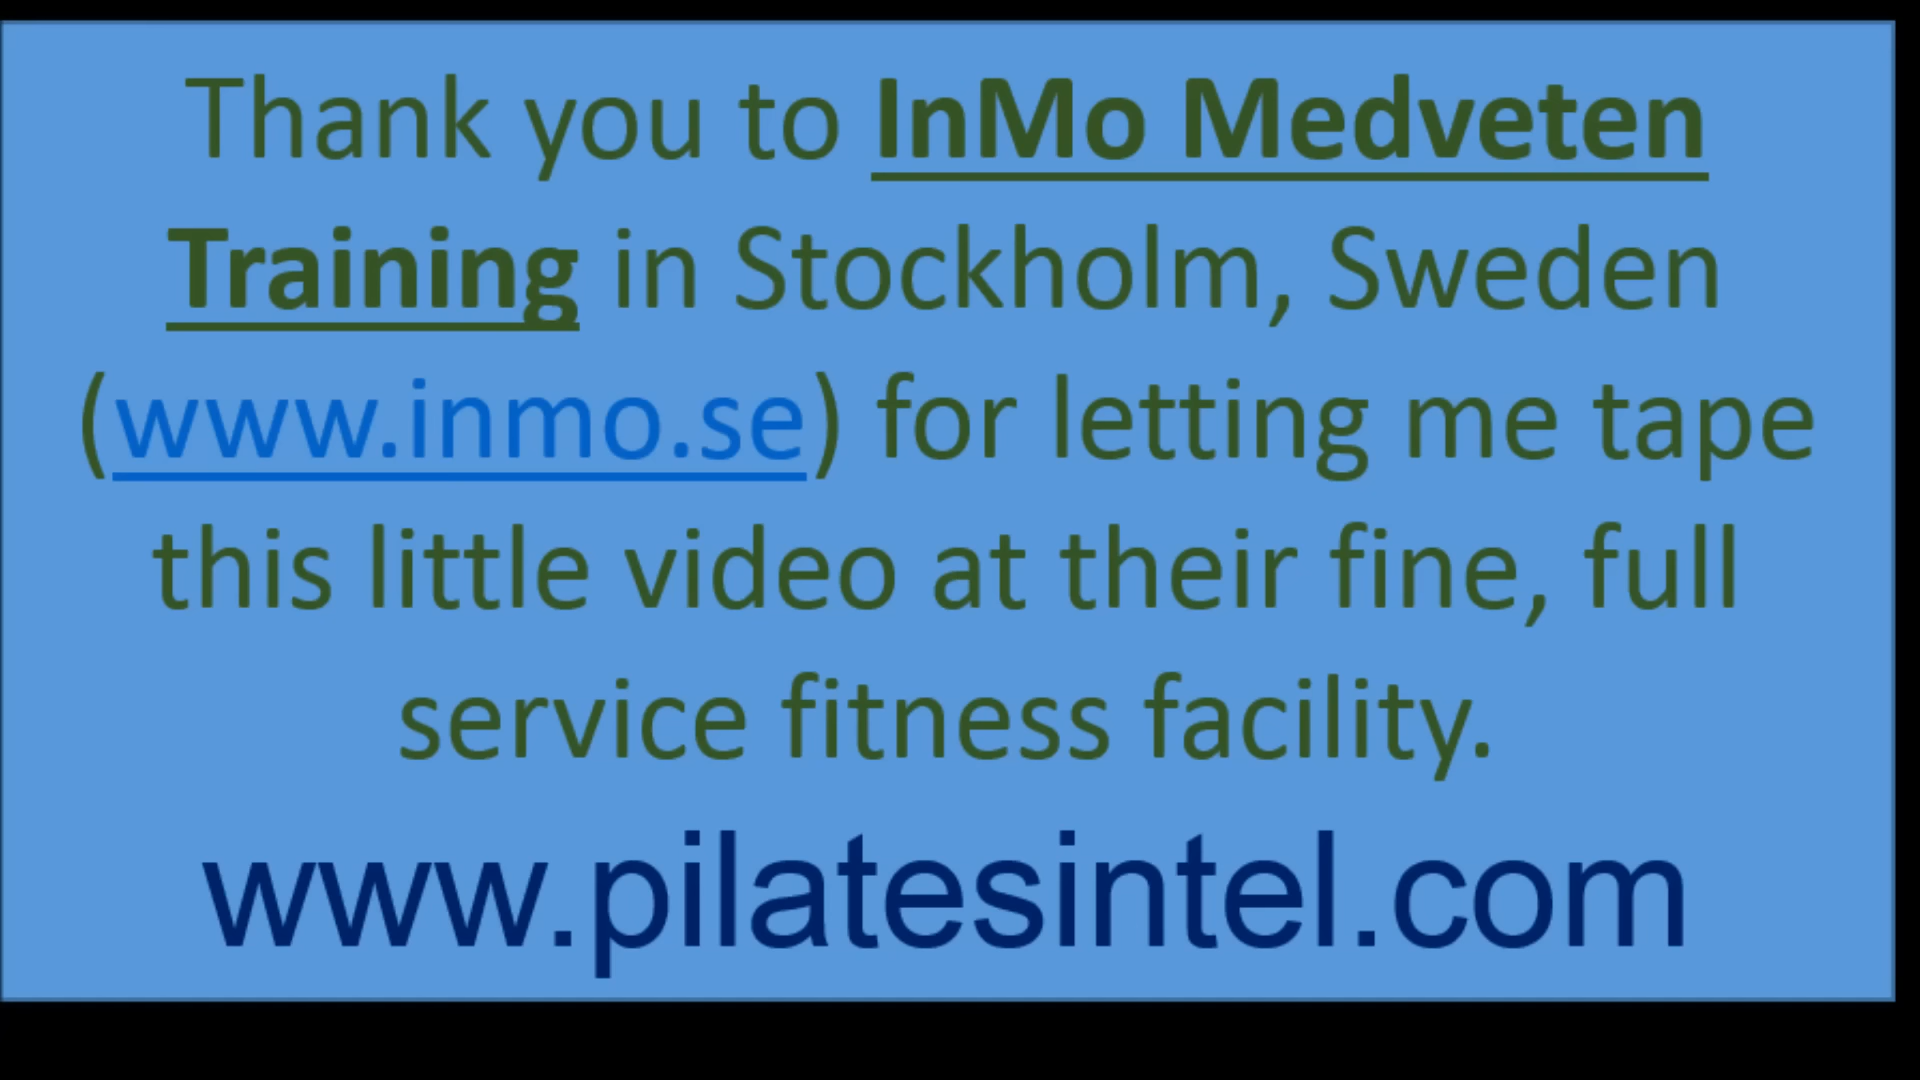 Thank you to InMo Medveten
Training in Stockholm, Sweden
(www.inmo.se) for letting me tape
this little video at their fine, full
service fitness facility.
www.pilatesintel.com